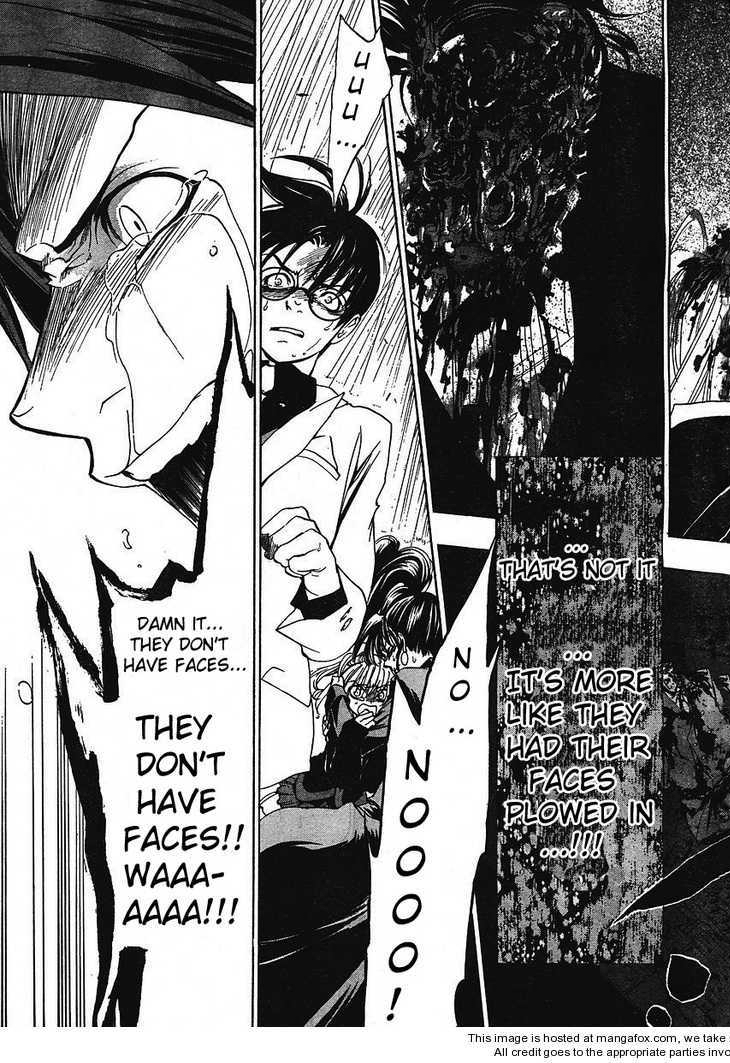 ...
THAT'S NOT IT
...
IT'S MORE
LIKE THEY
HAD THEIR
FACES
PLOWED IN
...!!!
NO...
NOOOO!
UUU...
DAMN IT...
THEY DON'T
HAVE FACES...
THEY
DON'T
HAVE
FACES!!
WAAA-
AAAA!!!
This image is hosted at mangafox.com, we take
All credit goes to the appropriate parties invo